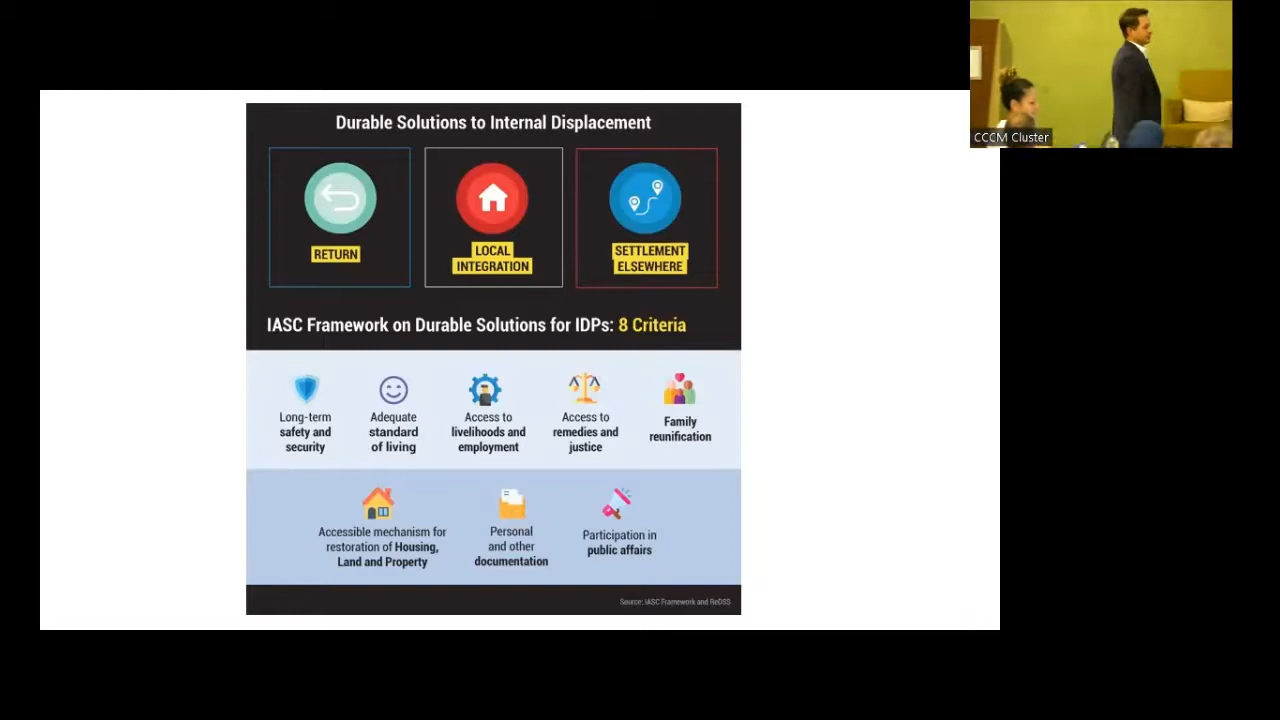 Durable Solutions to Internal Displacement
RETURN
LOCAL
INTEGRATION
SETTLEMENT
ELSEWHERE
IASC Framework on Durable Solutions for IDPs: 8 Criteria
Long-term
safety and
security
Adequate
standard
of living
Access to
livelihoods and
employment
Access to
remedies and
justice
Family
reunification
Accessible mechanism for
restoration of Housing,
Land and Property
Personal
and other
documentation
Participation in
public affairs
Source: IASC Framework and ReDSS
CCCM Cluster